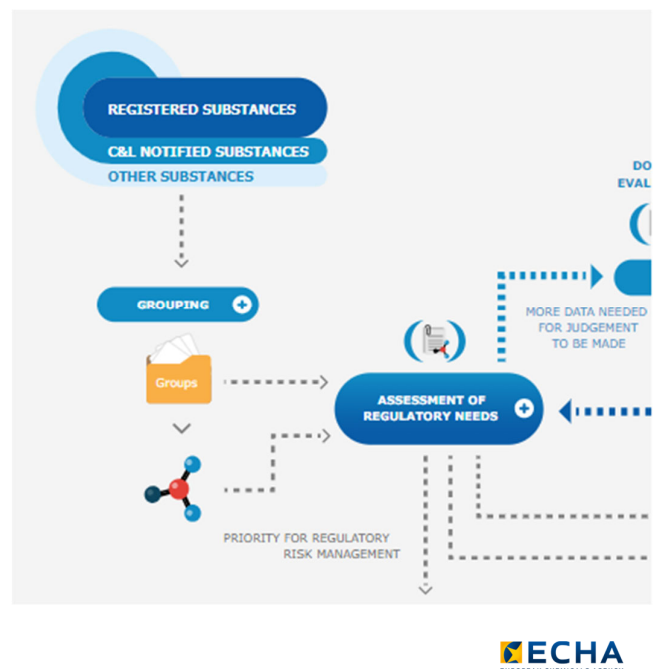 REGISTERED SUBSTANCES
C&L NOTIFIED SUBSTANCES
OTHER SUBSTANCES
GROUPING
Groups
ASSESSMENT OF
REGULATORY NEEDS
MORE DATA NEEDED
FOR JUDGEMENT
TO BE MADE
PRIORITY FOR REGULATORY
RISK MANAGEMENT
ECHA